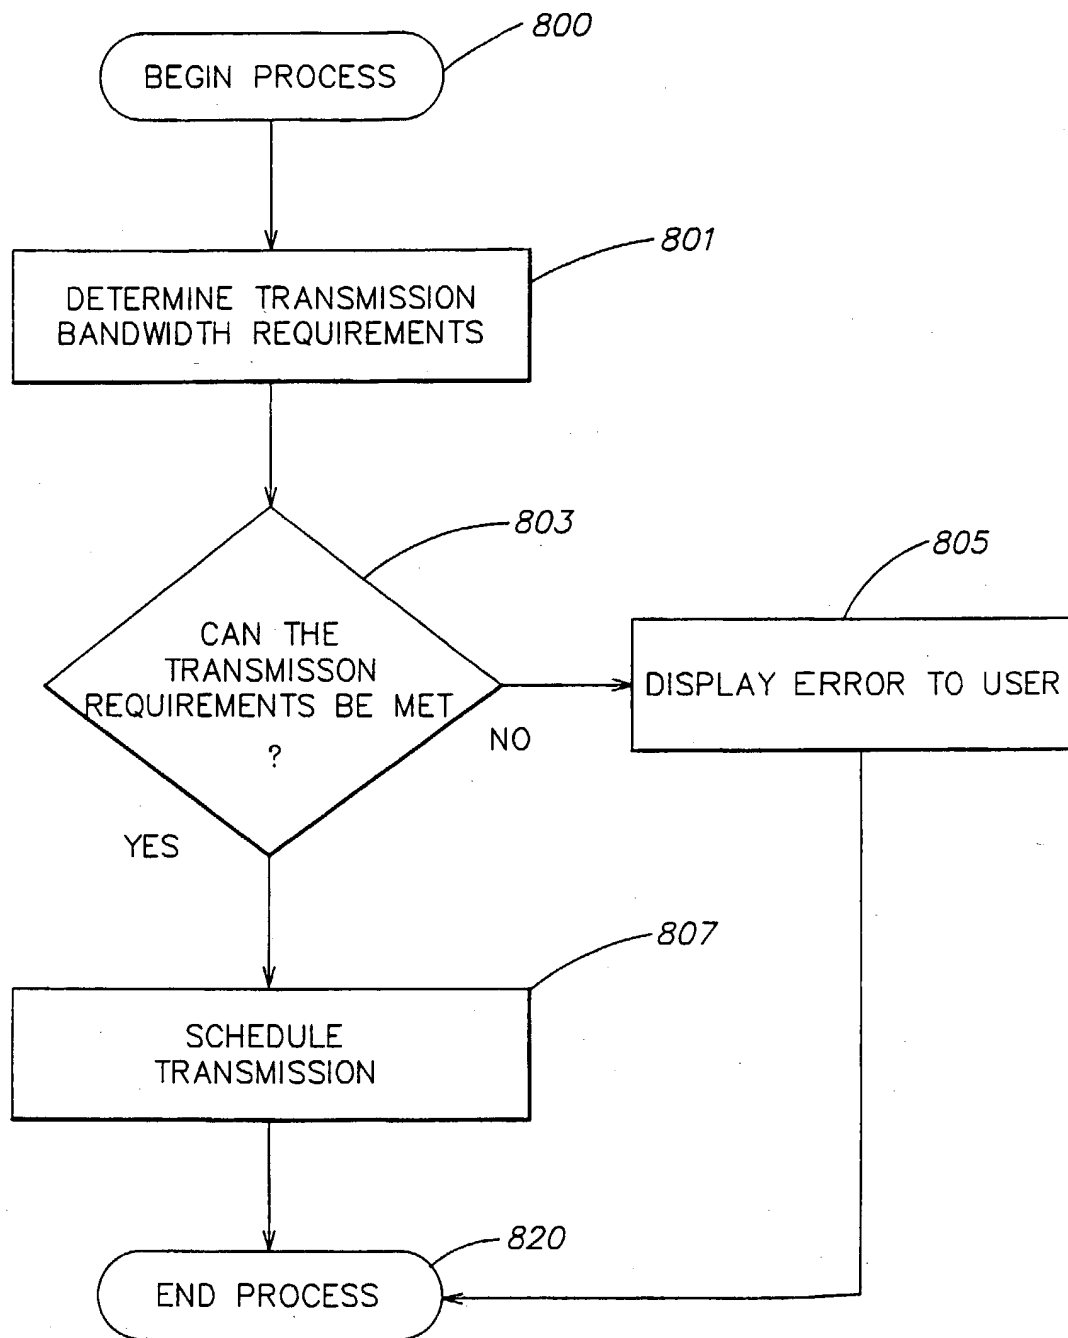 800
BEGIN PROCESS
801
DETERMINE TRANSMISSION
BANDWIDTH REQUIREMENTS
803
CAN THE
TRANSMISSON
REQUIREMENTS BE MET
?
NO
YES
805
DISPLAY ERROR TO USER
807
SCHEDULE
TRANSMISSION
820
END PROCESS